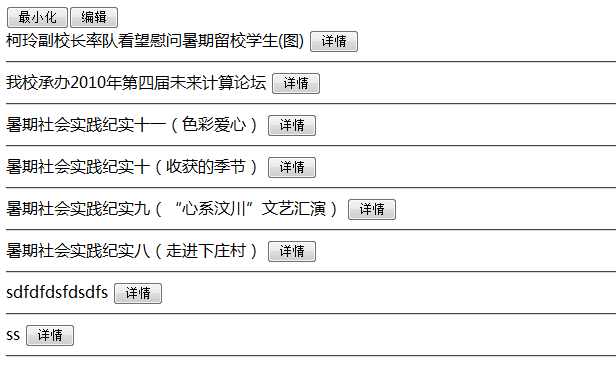 最小化 编辑
柯玲副校长率队看望慰问暑期留校学生(图) 详情
我校承办2010年第四届未来计算论坛 详情
暑期社会实践纪实十一（色彩爱心） 详情
暑期社会实践纪实十（收获的季节） 详情
暑期社会实践纪实九（“心系汶川”文艺汇演） 详情
暑期社会实践纪实八（走进下庄村） 详情
sdfdfdsfdsdfs 详情
ss 详情